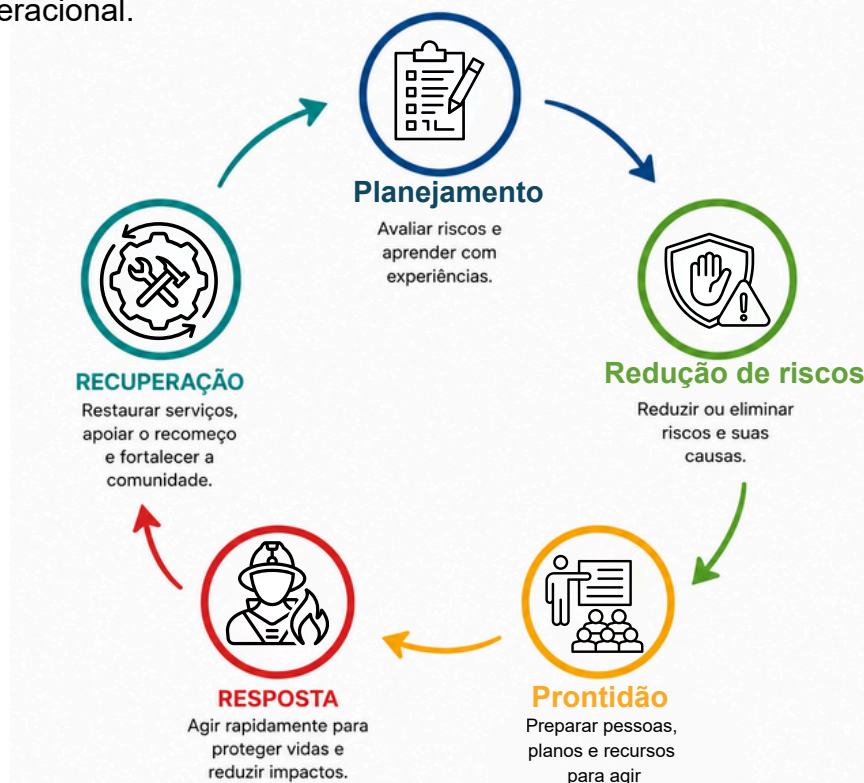 eracional.
Planejamento
Avaliar riscos e
aprender com
experiências.
Redução de riscos
Reduzir ou eliminar
riscos e suas
causas.
Prontidão
Preparar pessoas,
planos e recursos
para agir
RESPOSTA
Agir rapidamente para
proteger vidas e
reduzir impactos.
RECUPERAÇÃO
Restaurar serviços,
apoiar o recomeço
e fortalecer a
comunidade.